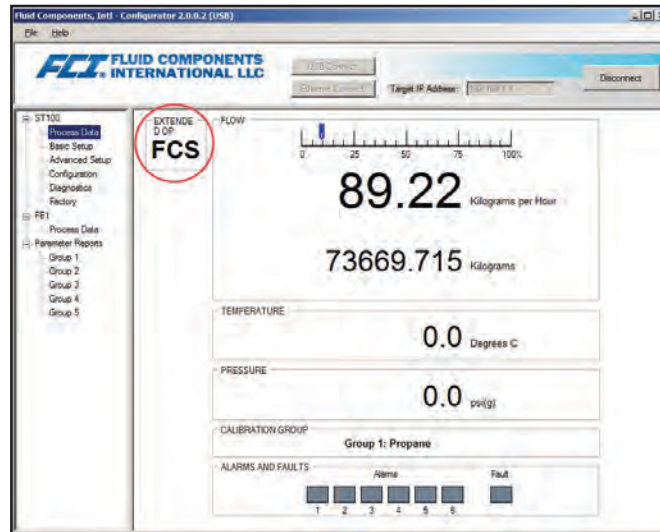 Fluid Components, Intl - Configurator 2.0.0.2 (USB)
File Help
FCI. FLUID COMPONENTS
INTERNATIONAL LLC
USB Connect
Ethernet Connect
Target IP Address:
Disconnect
ST100
Process Data
Basic Setup
Advanced Setup
Configuration
Diagnostics
Factory
FE1
Process Data
Parameter Reports
Group 1
Group 2
Group 3
Group 4
Group 5
EXTENDE
D OP
FCS
FLOW
0 25 50 75 100%
89.22 Kilograms per Hour
73669.715 Kilograms
TEMPERATURE
0.0 Degrees C
PRESSURE
0.0 psi(g)
CALIBRATION GROUP
Group 1: Propane
ALARMS AND FAULTS
Alarms Fault
1 2 3 4 5 6